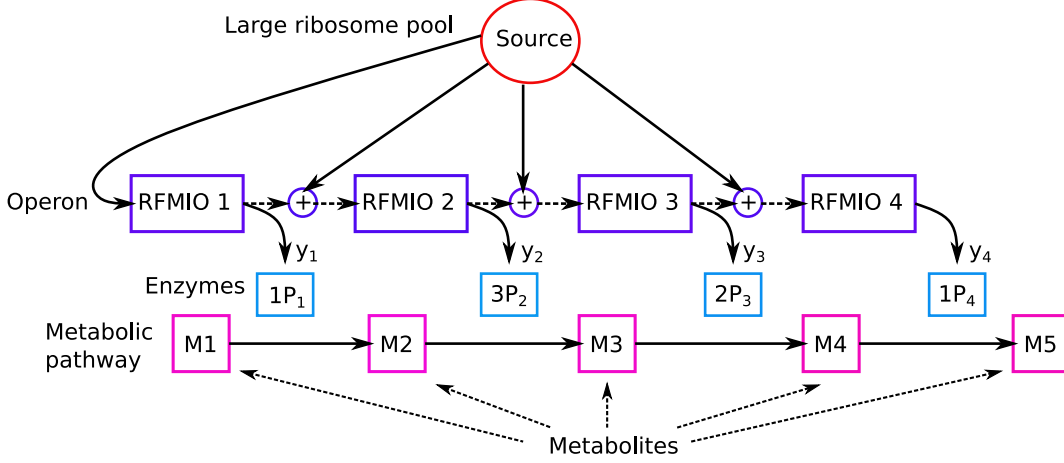 Large ribosome pool
Source
Operon
RFMIO 1
+
RFMIO 2
+
RFMIO 3
+
RFMIO 4
y1
y2
y3
y4
Enzymes
1P1
3P2
2P3
1P4
Metabolic
pathway
M1
M2
M3
M4
M5
Metabolites